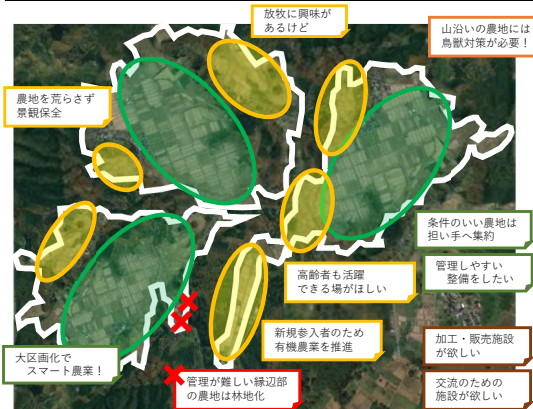 放牧に興味が
あるけど
山沿いの農地には
鳥獣対策が必要！
農地を荒らさず
景観保全
条件のいい農地は
担い手へ集約
管理しやすい
整備をしたい
高齢者も活躍
できる場がほしい
新規参入者のため
有機農業を推進
大区画化で
スマート農業！
管理が難しい縁辺部
の農地は林地化
加工・販売施設
が欲しい
交流のための
施設が欲しい